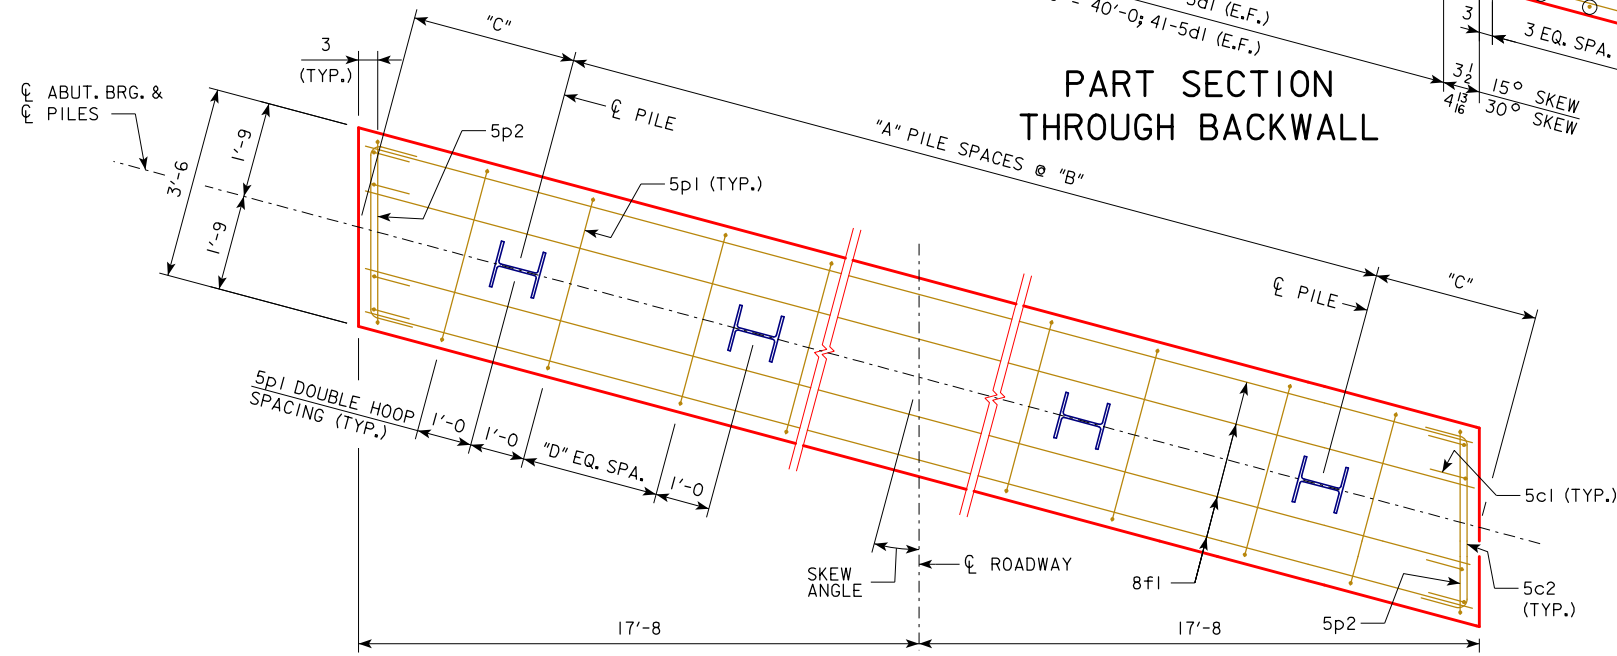 5d1 (E.F.)
40'-0; 41-5d1 (E.F.)
3
3 EQ. SPA.
3 1/2 15° SKEW
4 13/16 30° SKEW
PART SECTION
THROUGH BACKWALL
"C"
3
(TYP.)
℄ ABUT. BRG. &
℄ PILES
℄ PILE
"A" PILE SPACES @ "B"
5p2
5p1 (TYP.)
1'-9
3'-6
1'-9
"C"
℄ PILE
5p1 DOUBLE HOOP
SPACING (TYP.)
1'-0
1'-0
"D" EQ. SPA.
1'-0
5c1 (TYP.)
SKEW
ANGLE
℄ ROADWAY
8f1
5c2
(TYP.)
5p2
17'-8
17'-8